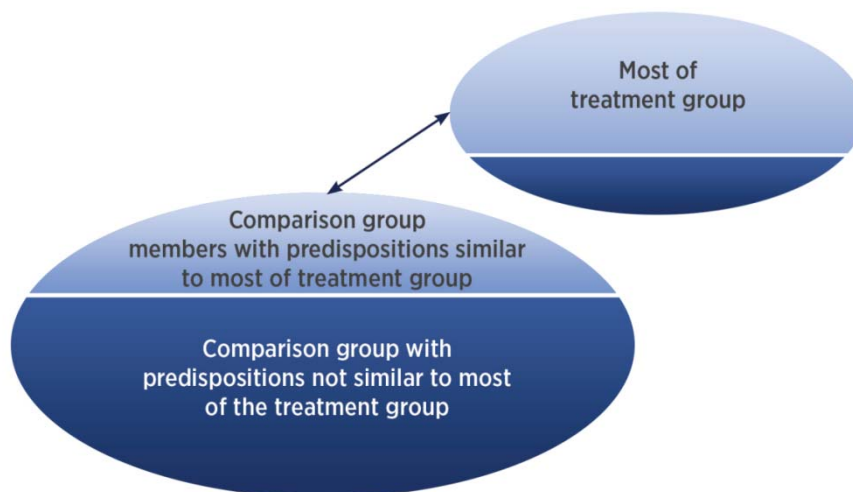 Most of
treatment group
Comparison group
members with predispositions similar
to most of treatment group
Comparison group with
predispositions not similar to most
of the treatment group